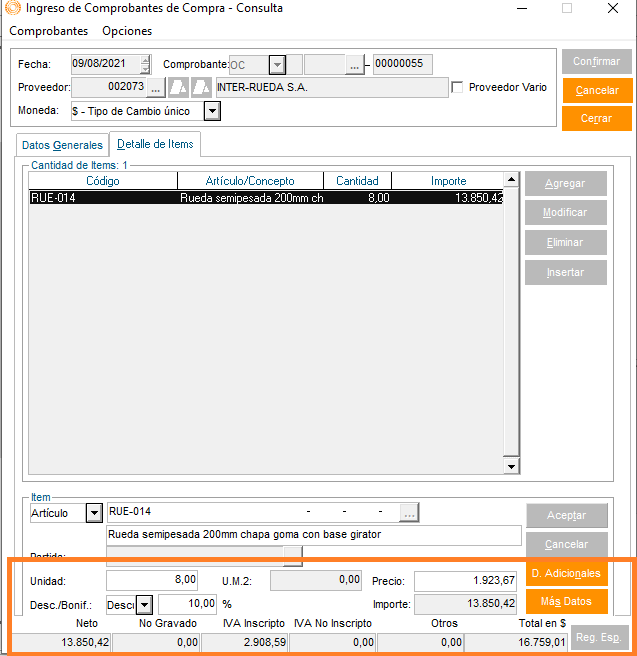 Ingreso de Comprobantes de Compra - Consulta
Comprobantes Opciones
Fecha: 09/08/2021 Comprobante: OC ... - 00000055 Confirmar
Proveedor: 002073 ... INTER-RUEDA S.A. Proveedor Vario Cancelar
Moneda: $ - Tipo de Cambio único Cerrar
Datos Generales Detalle de Items
Cantidad de Items: 1
Código Artículo/Concepto Cantidad Importe Agregar
RUE-014 Rueda semipesada 200mm ch 8,00 13.850,42
Modificar
Eliminar
Insertar
Item
Artículo RUE-014 - - - ... Aceptar
Rueda semipesada 200mm chapa goma con base girator
Cancelar
Partida:
Unidad: 8,00 U.M.2: 0,00 Precio: 1.923,67 D. Adicionales
Desc./Bonif.: Desc 10,00 % Importe: 13.850,42 Más Datos
Neto No Gravado IVA Inscripto IVA No Inscripto Otros Total en $
13.850,42 0,00 2.908,59 0,00 0,00 16.759,01 Reg. Esp.